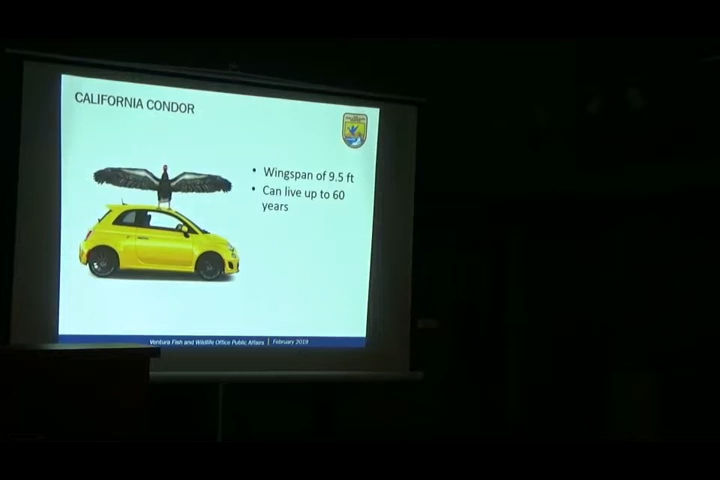 CALIFORNIA CONDOR
• Wingspan of 9.5 ft
• Can live up to 60
years
Ventura Fish and Wildlife Office Public Affairs | February 2019